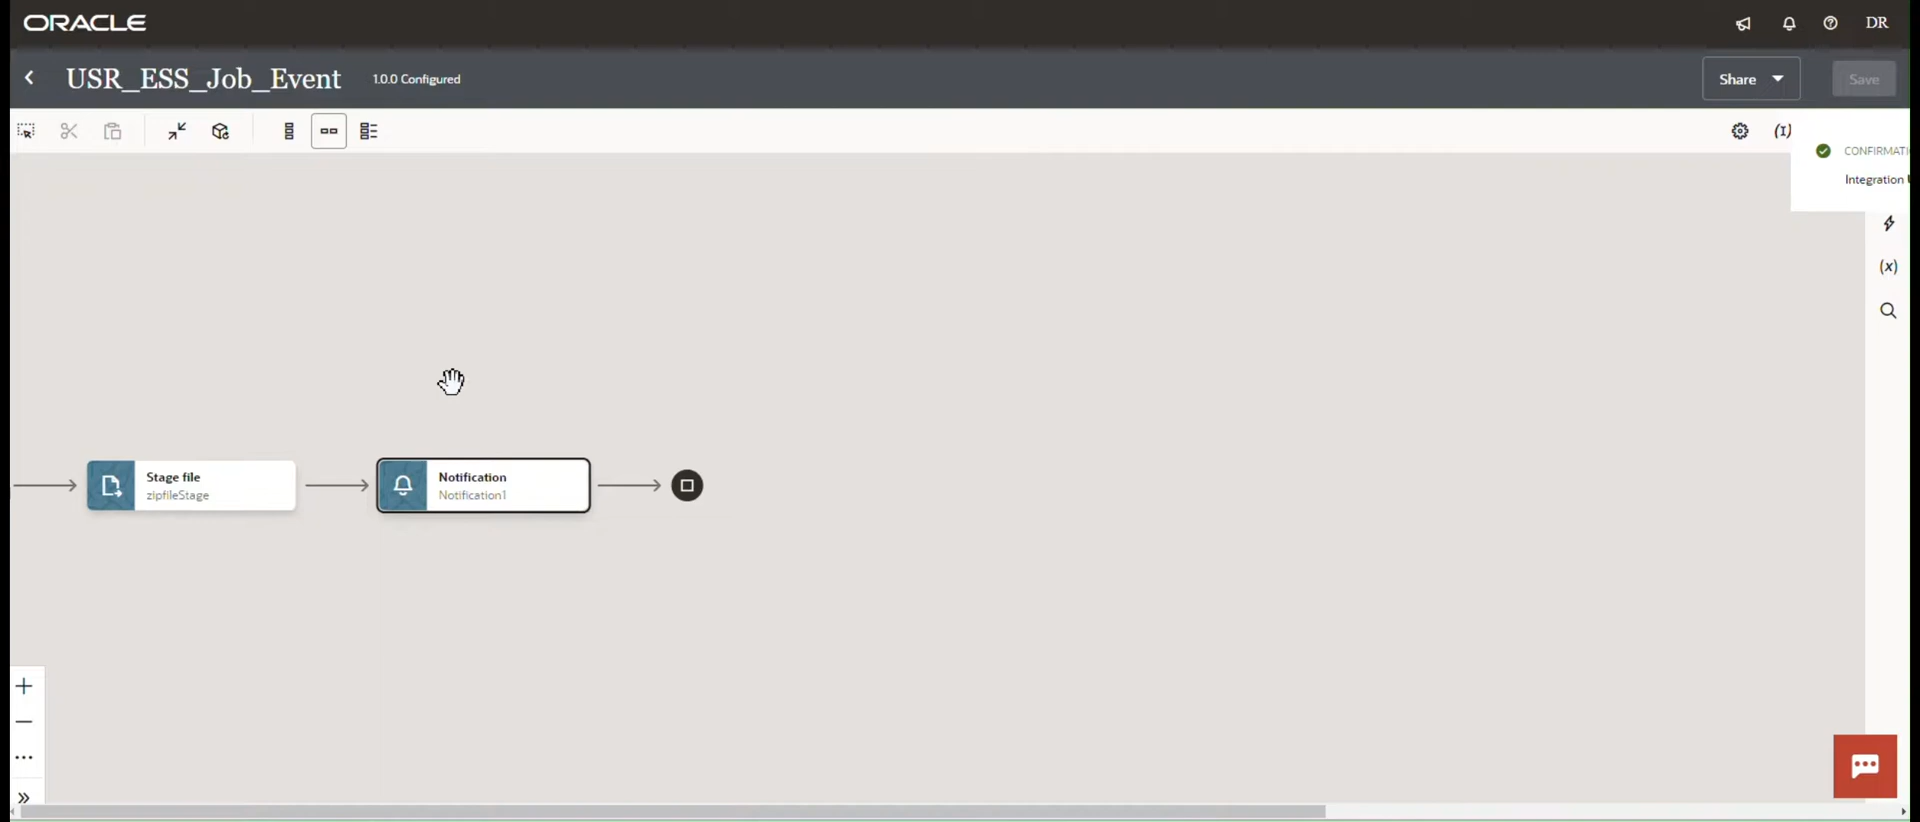 ORACLE
DR
USR_ESS_Job_Event
1.0.0 Configured
Share
Save
(I)
CONFIRMATI
Integration
(x)
Stage file
zipfileStage
Notification
Notification1